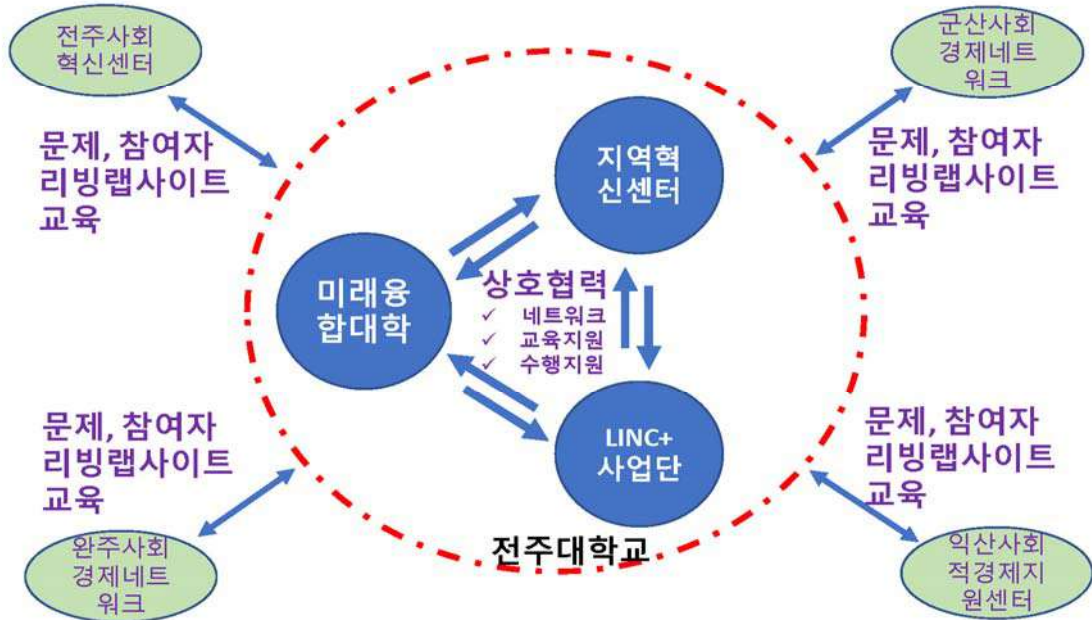 전주사회
혁신센터
군산사회
경제네트
워크
문제, 참여자
리빙랩사이트
교육
문제, 참여자
리빙랩사이트
교육
지역혁
신센터
미래융
합대학
상호협력
✓ 네트워크
✓ 교육지원
✓ 수행지원
LINC+
사업단
문제, 참여자
리빙랩사이트
교육
문제, 참여자
리빙랩사이트
교육
전주대학교
완주사회
경제네트
워크
익산사회
적경제지
원센터